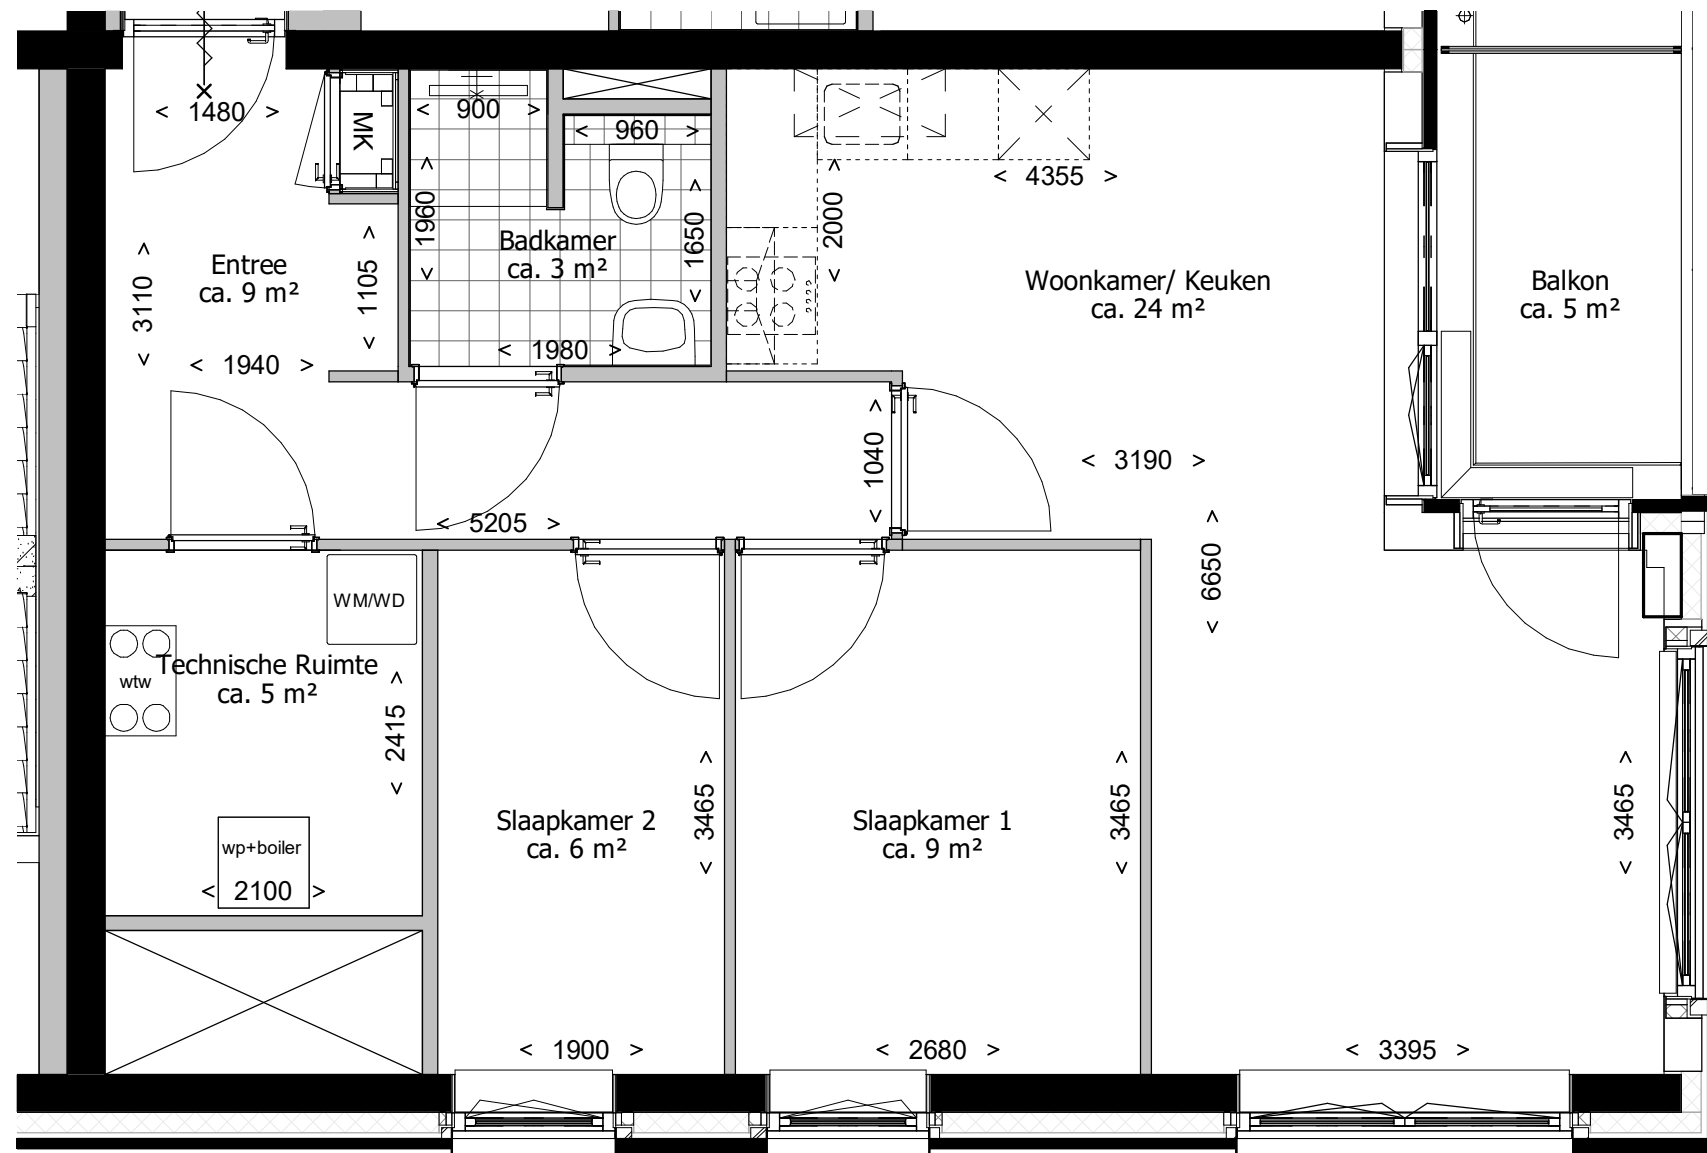 < 1480 >
MK
< 900 >
< 960 >
< 4355 >
< 1960 >
< 1650 >
< 2000 >
Badkamer
ca. 3 m²
Entree
ca. 9 m²
< 3110 >
< 1105 >
Woonkamer/ Keuken
ca. 24 m²
Balkon
ca. 5 m²
< 1940 >
< 1980 >
< 1040 >
< 3190 >
< 5205 >
< 6650 >
WM/WD
Technische Ruimte
ca. 5 m²
wtw
< 2415 >
Slaapkamer 2
ca. 6 m²
< 3465 >
Slaapkamer 1
ca. 9 m²
< 3465 >
< 3465 >
wp+boiler
< 2100 >
< 1900 >
< 2680 >
< 3395 >